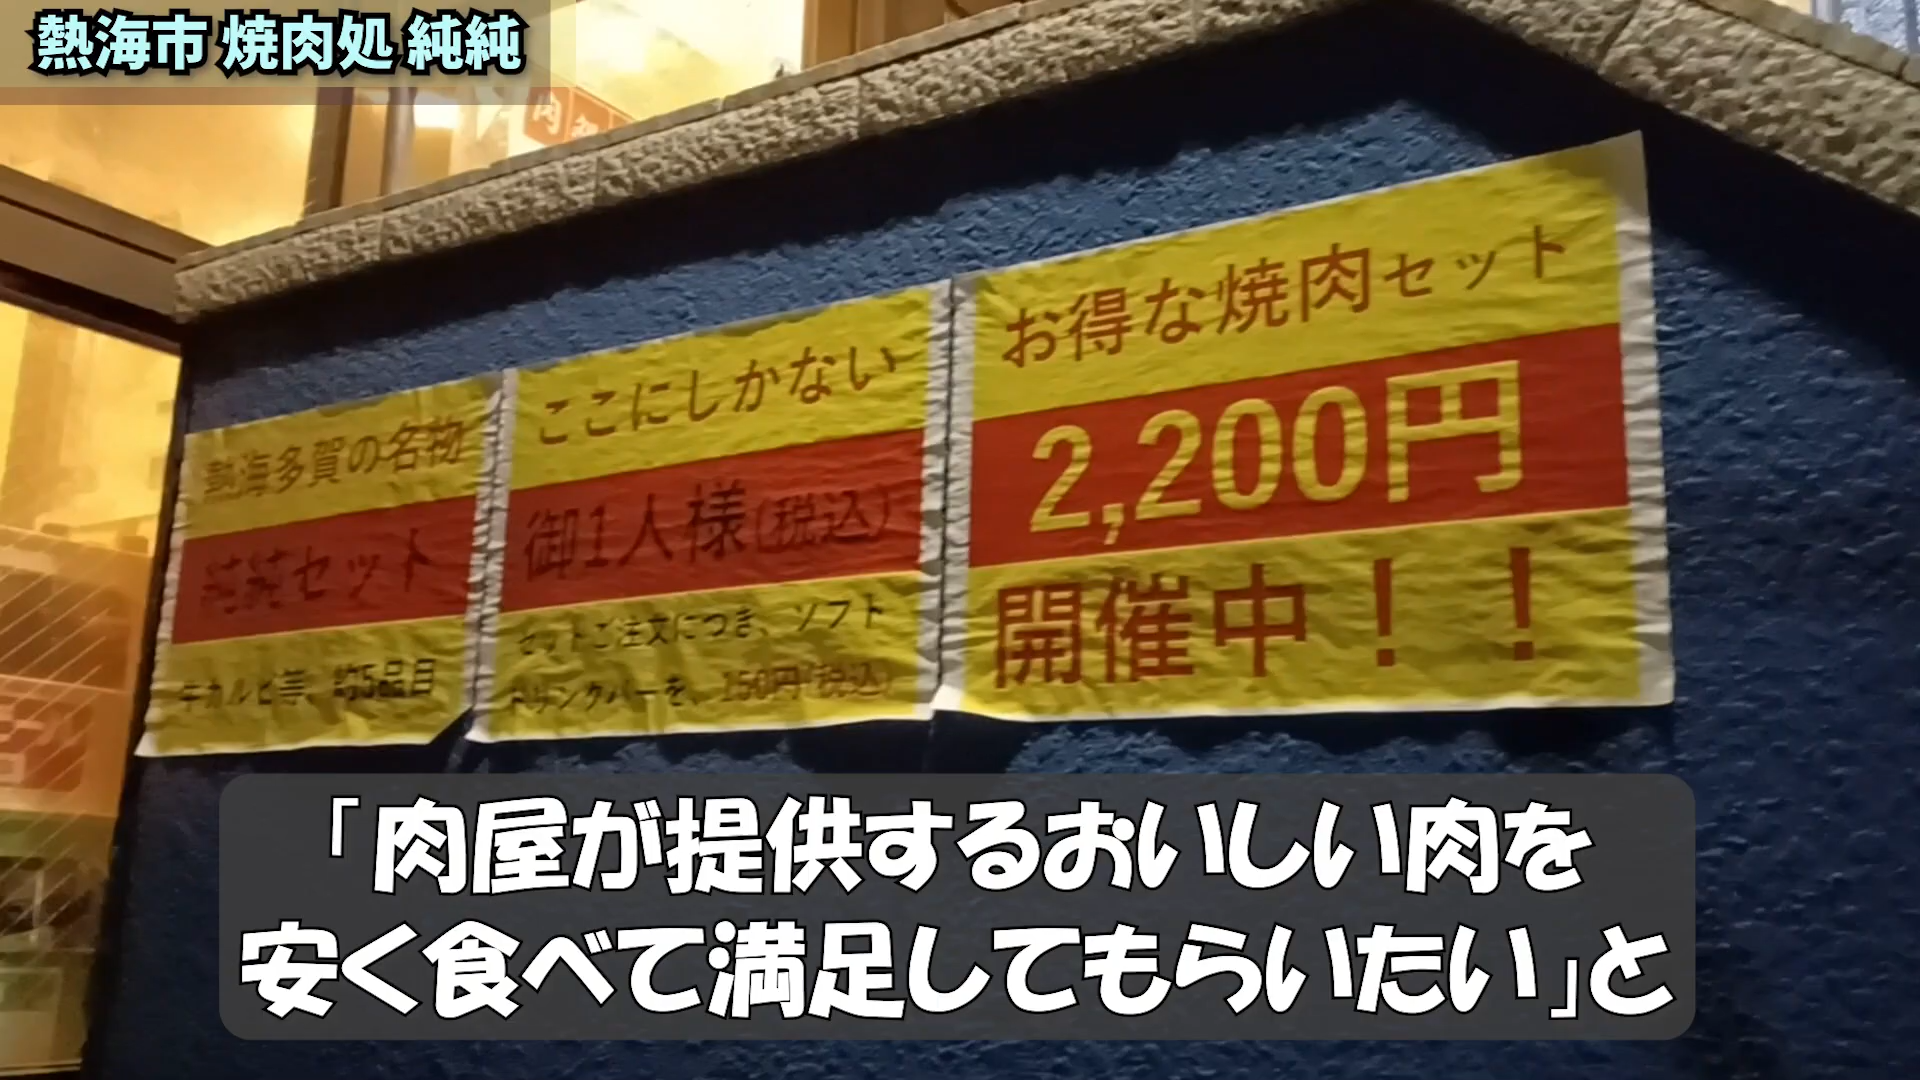 熱海市 焼肉処 純純
熱海多賀の名物
純純セット
牛カルビ等、約5品目
ここにしかない
御1人様(税込)
セットご注文につき、ソフト
ドリンクバーを、150円(税込)
お得な焼肉セット
2,200円
開催中！！
「肉屋が提供するおいしい肉を
安く食べて満足してもらいたい」と